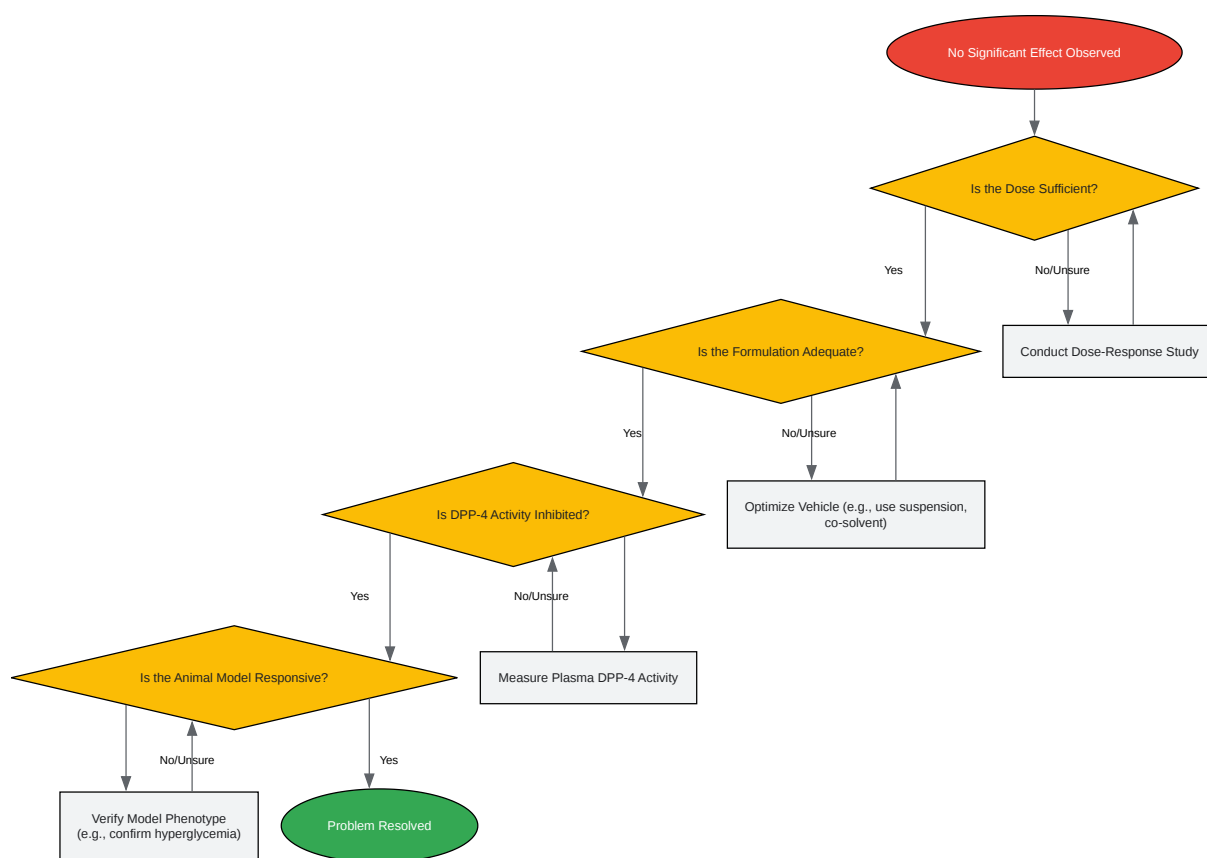 No Significant Effect Observed
Is the Dose Sufficient?
Yes
No/Unsure
Is the Formulation Adequate?
Conduct Dose-Response Study
Yes
No/Unsure
Is DPP-4 Activity Inhibited?
Optimize Vehicle (e.g., use suspension,
co-solvent)
Yes
No/Unsure
Is the Animal Model Responsive?
Measure Plasma DPP-4 Activity
No/Unsure
Yes
Verify Model Phenotype
(e.g., confirm hyperglycemia)
Problem Resolved